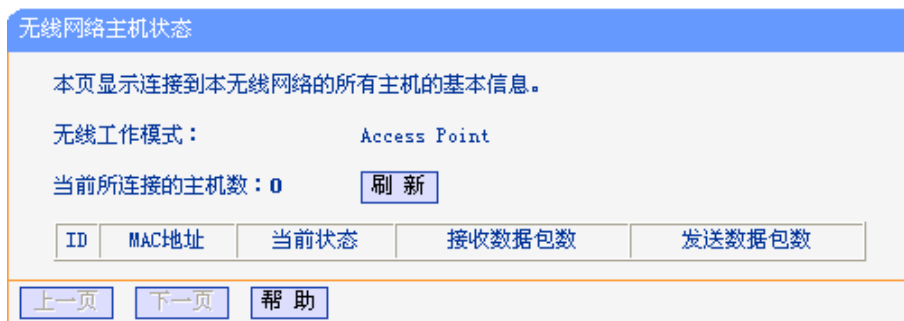 无线网络主机状态
本页显示连接到本无线网络的所有主机的基本信息。
无线工作模式： Access Point
当前所连接的主机数：0 刷 新
ID MAC地址 当前状态 接收数据包数 发送数据包数
上一页 下一页 帮 助